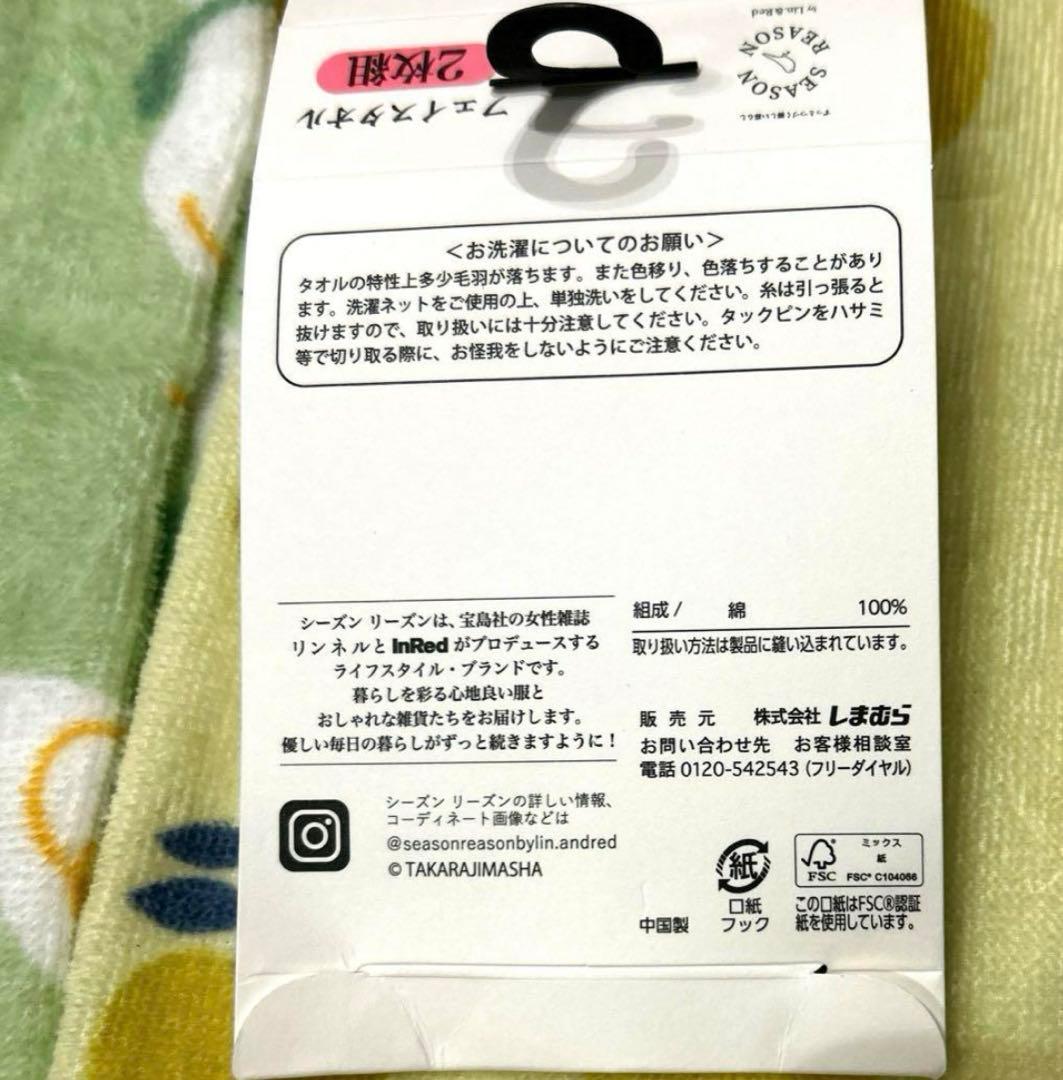 by Lin.&Red
SEASON REASON
ずっとつづく優しい暮らし
2枚組
フェイスタオル
＜お洗濯についてのお願い＞
タオルの特性上多少毛羽が落ちます。また色移り、色落ちすることがあり
ます。洗濯ネットをご使用の上、単独洗いをしてください。糸は引っ張ると
抜けますので、取り扱いには十分注意してください。タックピンをハサミ
等で切り取る際に、お怪我をしないようにご注意ください。
シーズン リーズンは、宝島社の女性雑誌
リンネルと InRed がプロデュースする
ライフスタイル・ブランドです。
暮らしを彩る心地良い服と
おしゃれな雑貨たちをお届けします。
優しい毎日の暮らしがずっと続きますように！
シーズン リーズンの詳しい情報、
コーディネート画像などは
@seasonreasonbylin.andred
©TAKARAJIMASHA
組成 / 綿 100%
取り扱い方法は製品に縫い込まれています。
販売元 株式会社 しまむら
お問い合わせ先 お客様相談室
電話 0120-542543（フリーダイヤル）
中国製
紙
口紙
フック
FSC
ミックス
紙
FSC® C104066
この口紙はFSC®認証
紙を使用しています。